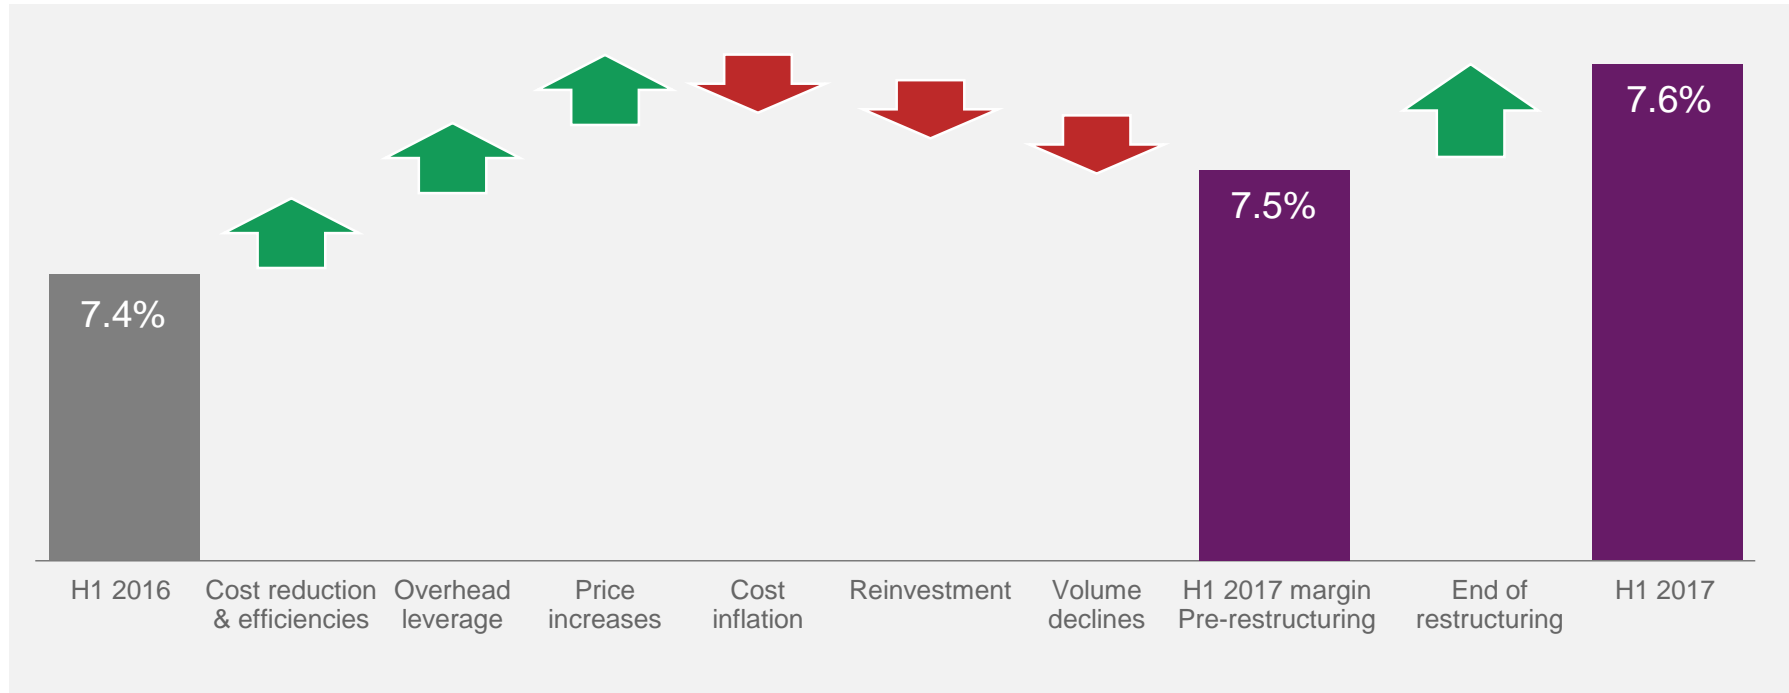 7.4%
7.5%
7.6%
H1 2016
Cost reduction
& efficiencies
Overhead
leverage
Price
increases
Cost
inflation
Reinvestment
Volume
declines
H1 2017 margin
Pre-restructuring
End of
restructuring
H1 2017